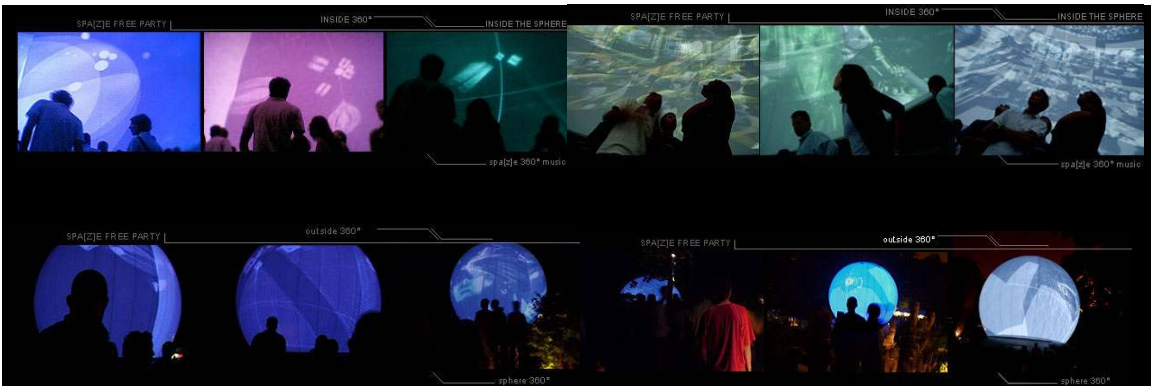 SPA[Z]E FREE PARTY
INSIDE 360°
INSIDE THE SPHERE
spa[z]e 360° music
SPA[Z]E FREE PARTY
INSIDE 360°
INSIDE THE SPHERE
spa[z]e 360° music
SPA[Z]E FREE PARTY
outside 360°
sphere 360°
SPA[Z]E FREE PARTY
outside 360°
sphere 360°